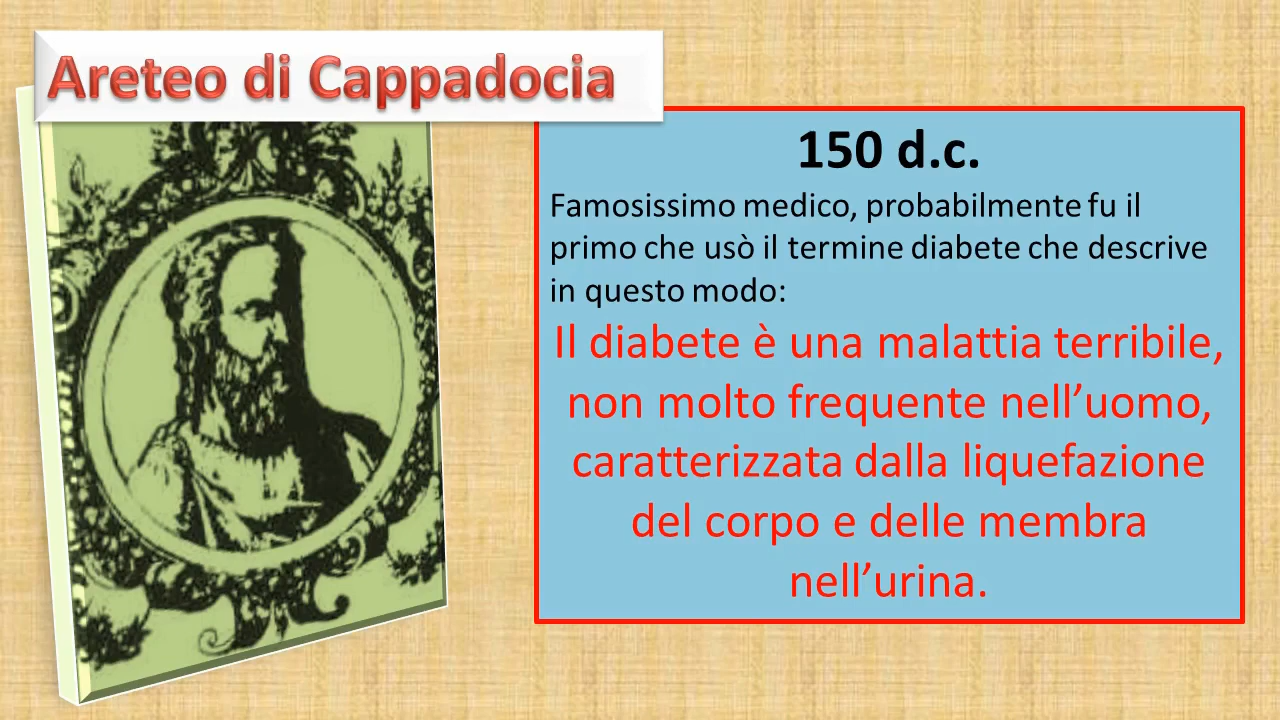 Areteo di Cappadocia
150 d.c.
Famosissimo medico, probabilmente fu il
primo che usò il termine diabete che descrive
in questo modo:
Il diabete è una malattia terribile,
non molto frequente nell’uomo,
caratterizzata dalla liquefazione
del corpo e delle membra
nell’urina.